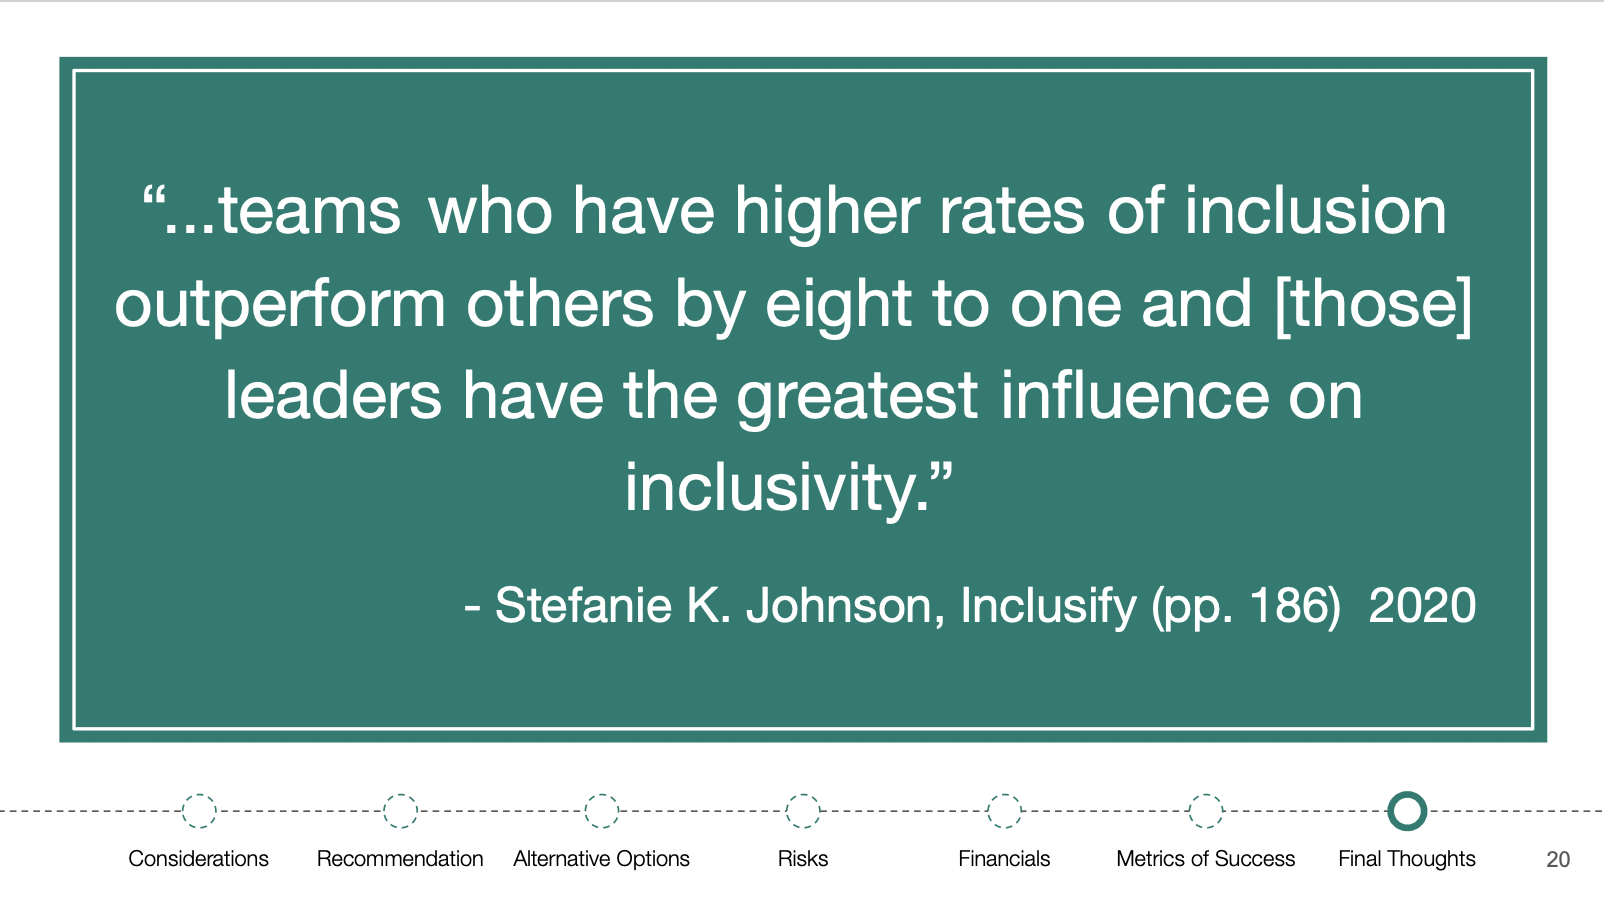 “...teams who have higher rates of inclusion
outperform others by eight to one and [those]
leaders have the greatest influence on
inclusivity.”
- Stefanie K. Johnson, Inclusify (pp. 186)  2020
Considerations
Recommendation
Alternative Options
Risks
Financials
Metrics of Success
Final Thoughts
20